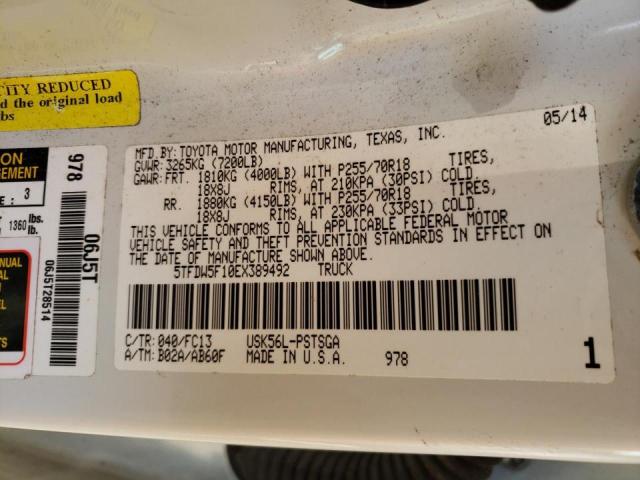 CITY REDUCED
d the original load
bs
ON
GEMENT
E : 3
1360 lbs.
lb.
978
06J5T
06J5T28514
MFD.BY:TOYOTA MOTOR MANUFACTURING, TEXAS, INC. 05/14
GVWR:3265KG (7200LB)
GAWR:FRT. 1810KG (4000LB) WITH P255/70R18 TIRES,
18X8J RIMS, AT 210KPA (30PSI) COLD
RR. 1880KG (4150LB) WITH P255/70R18 TIRES,
18X8J RIMS, AT 230KPA (33PSI) COLD
THIS VEHICLE CONFORMS TO ALL APPLICABLE FEDERAL MOTOR
VEHICLE SAFETY AND THEFT PREVENTION STANDARDS IN EFFECT ON
THE DATE OF MANUFACTURE SHOWN ABOVE.
5TFDW5F10EX389492 TRUCK
C/TR:040/FC13 USK56L-PSTSGA
A/TM:B02A/AB60F MADE IN U.S.A. 978 1